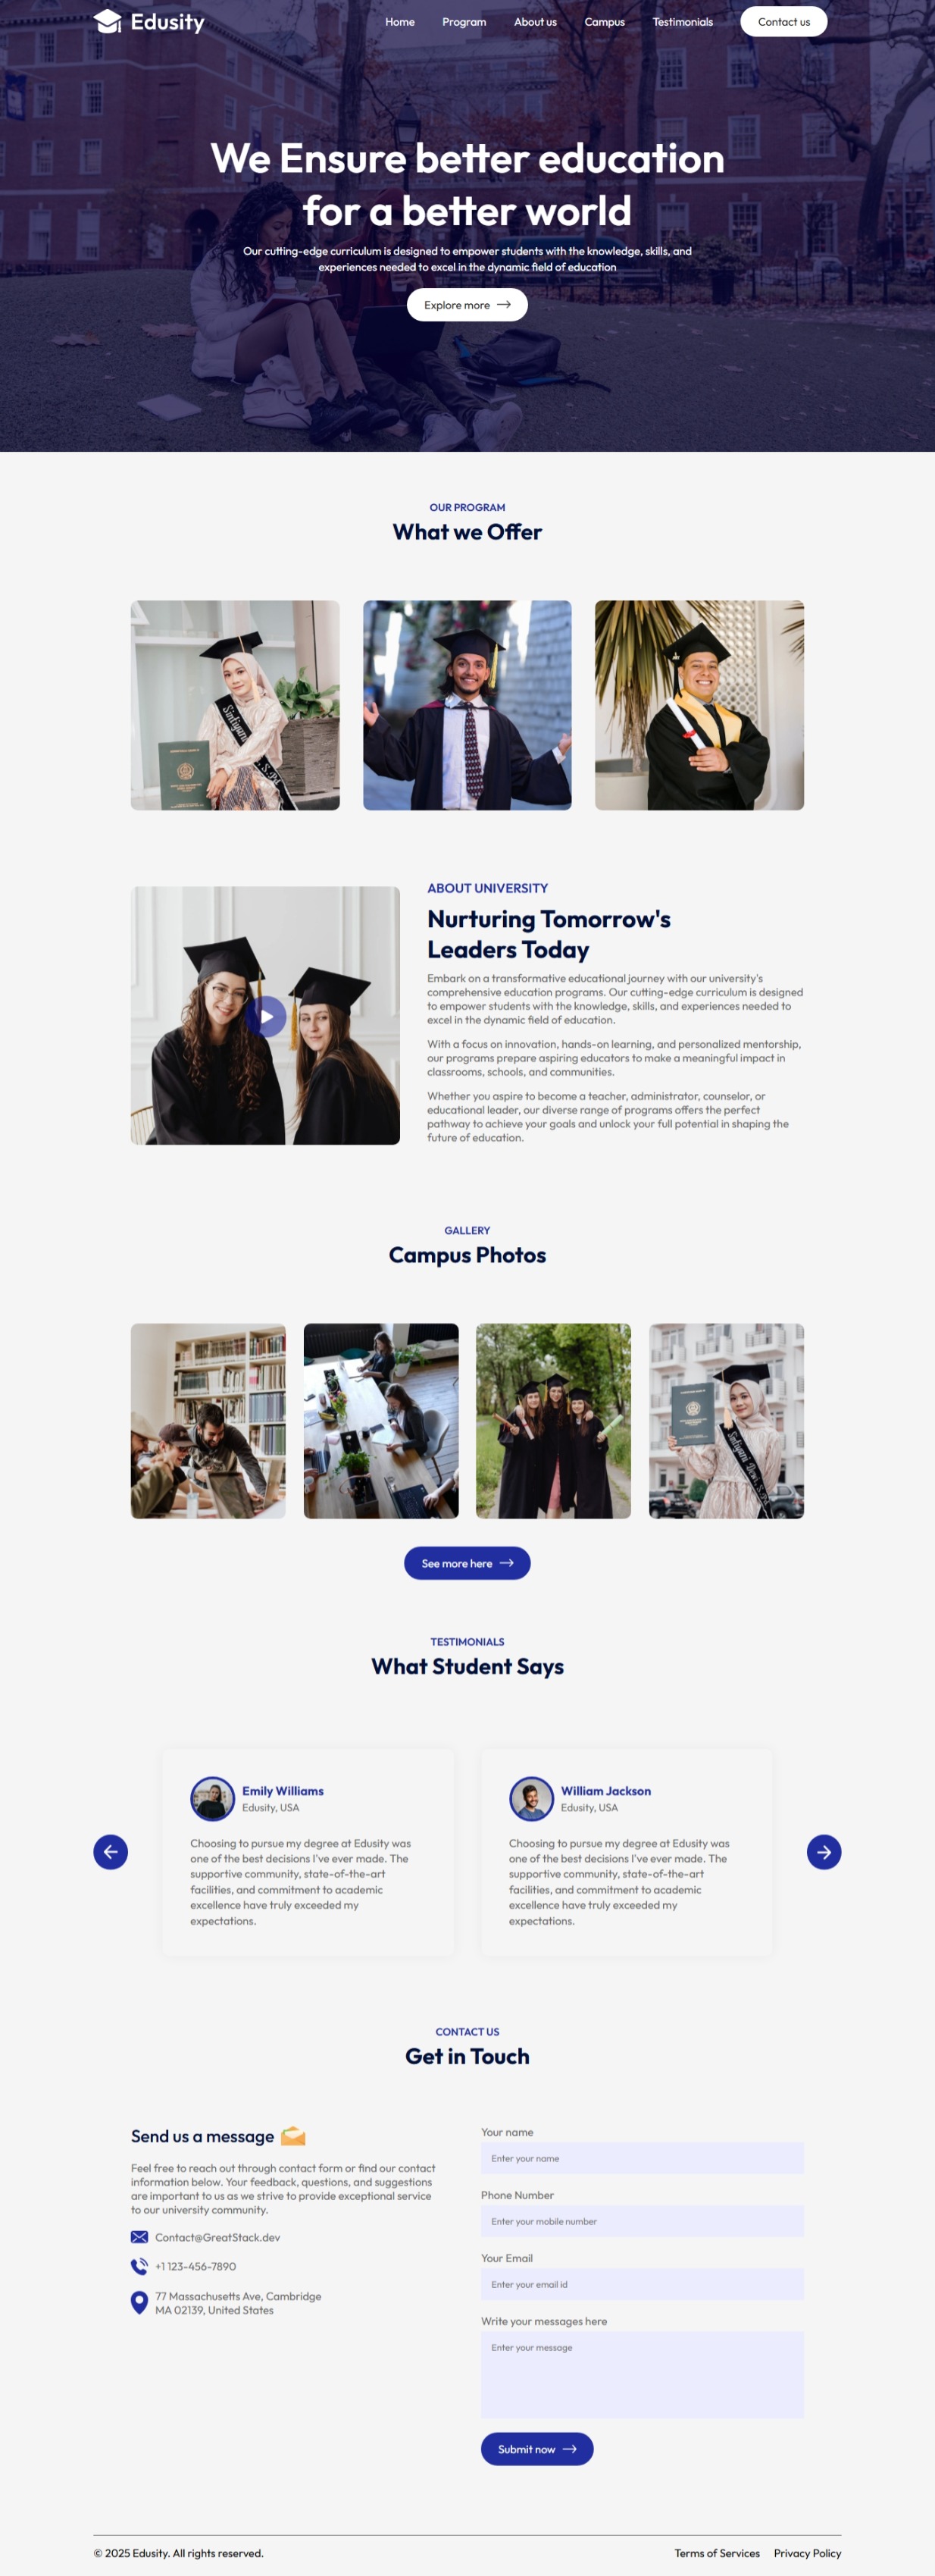 Edusity
Home Program About us Campus Testimonials Contact us
We Ensure better education
for a better world
Our cutting-edge curriculum is designed to empower students with the knowledge, skills, and
experiences needed to excel in the dynamic field of education
Explore more
OUR PROGRAM
What we Offer
ABOUT UNIVERSITY
Nurturing Tomorrow's
Leaders Today
Embark on a transformative educational journey with our university's
comprehensive education programs. Our cutting-edge curriculum is designed
to empower students with the knowledge, skills, and experiences needed to
excel in the dynamic field of education.
With a focus on innovation, hands-on learning, and personalized mentorship,
our programs prepare aspiring educators to make a meaningful impact in
classrooms, schools, and communities.
Whether you aspire to become a teacher, administrator, counselor, or
educational leader, our diverse range of programs offers the perfect
pathway to achieve your goals and unlock your full potential in shaping the
future of education.
GALLERY
Campus Photos
See more here
TESTIMONIALS
What Student Says
Emily Williams
Edusity, USA
Choosing to pursue my degree at Edusity was
one of the best decisions I've ever made. The
supportive community, state-of-the-art
facilities, and commitment to academic
excellence have truly exceeded my
expectations.
William Jackson
Edusity, USA
Choosing to pursue my degree at Edusity was
one of the best decisions I've ever made. The
supportive community, state-of-the-art
facilities, and commitment to academic
excellence have truly exceeded my
expectations.
CONTACT US
Get in Touch
Send us a message
Feel free to reach out through contact form or find our contact
information below. Your feedback, questions, and suggestions
are important to us as we strive to provide exceptional service
to our university community.
Contact@GreatStack.dev
+1 123-456-7890
77 Massachusetts Ave, Cambridge
MA 02139, United States
Your name
Enter your name
Phone Number
Enter your mobile number
Your Email
Enter your email id
Write your messages here
Enter your message
Submit now
© 2025 Edusity. All rights reserved.
Terms of Services Privacy Policy